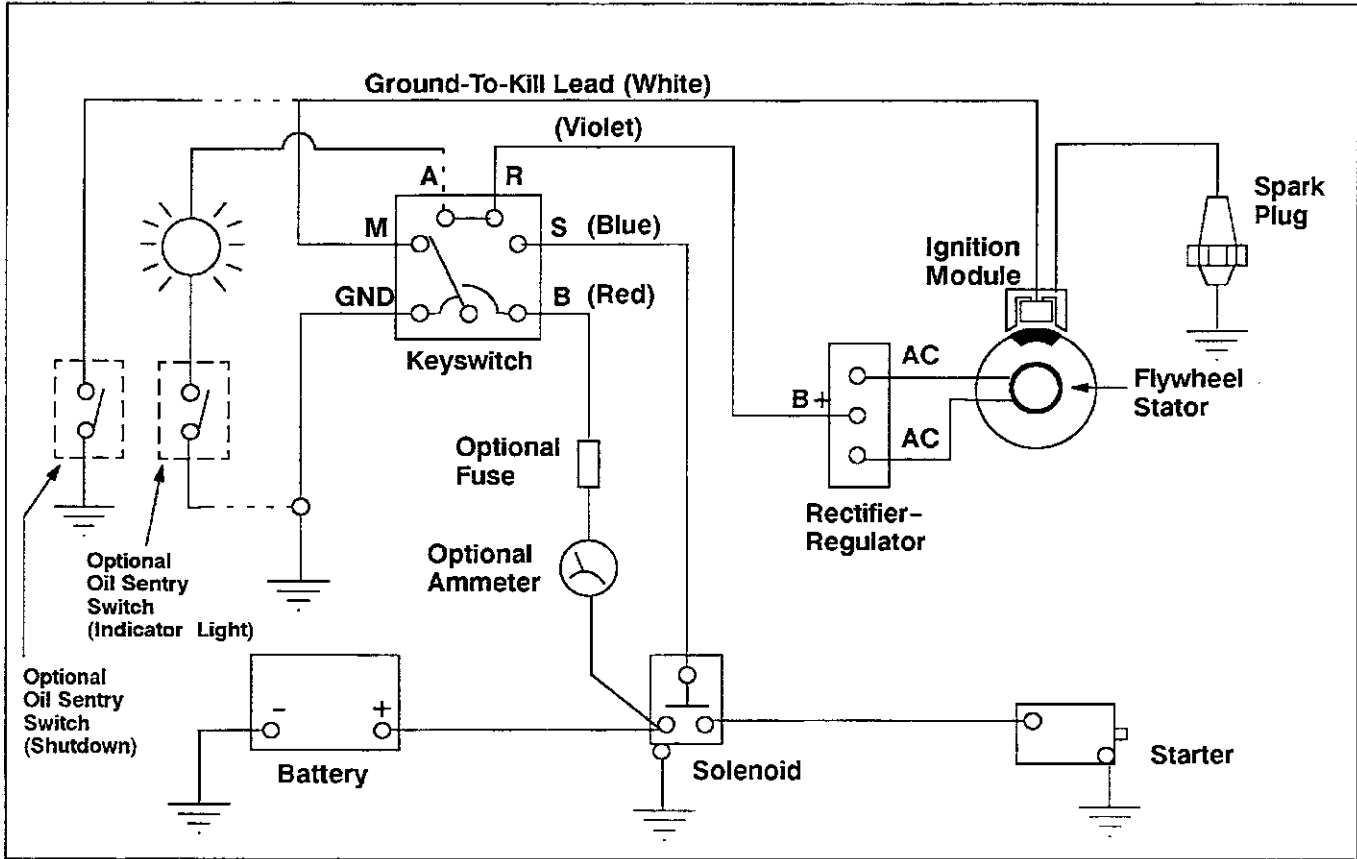 Ground-To-Kill Lead (White)
(Violet)
A
R
M
S
(Blue)
GND
B
(Red)
Keyswitch
Spark
Plug
Ignition
Module
AC
B+
AC
Flywheel
Stator
Rectifier-
Regulator
Optional
Fuse
Optional
Ammeter
Optional
Oil Sentry
Switch
(Indicator Light)
Optional
Oil Sentry
Switch
(Shutdown)
-
+
Battery
Solenoid
Starter